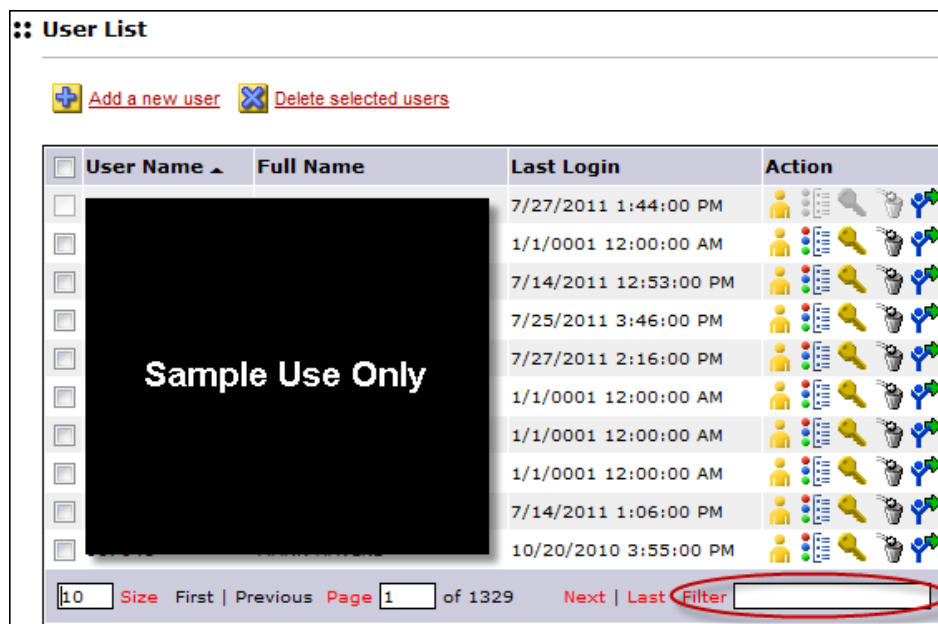 User List
Add a new user Delete selected users
User Name Full Name Last Login Action
7/27/2011 1:44:00 PM
1/1/0001 12:00:00 AM
7/14/2011 12:53:00 PM
7/25/2011 3:46:00 PM
Sample Use Only
7/27/2011 2:16:00 PM
1/1/0001 12:00:00 AM
1/1/0001 12:00:00 AM
1/1/0001 12:00:00 AM
7/14/2011 1:06:00 PM
10/20/2010 3:55:00 PM
10 Size First | Previous Page 1 of 1329 Next | Last Filter